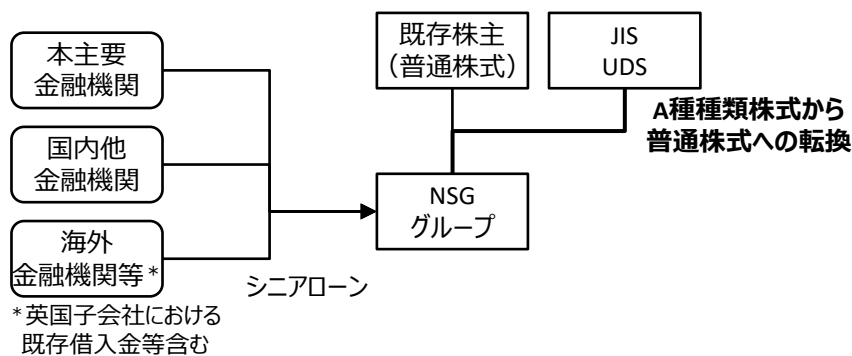 本主要
金融機関
国内他
金融機関
海外
金融機関等*
*英国子会社における
既存借入金等含む
シニアローン
既存株主
（普通株式）
JIS
UDS
A種種類株式から
普通株式への転換
NSG
グループ